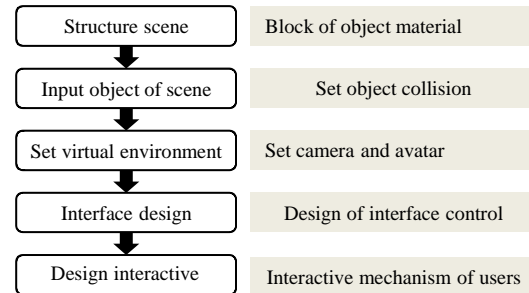 Structure scene
Block of object material
Input object of scene
Set object collision
Set virtual environment
Set camera and avatar
Interface design
Design of interface control
Design interactive
Interactive mechanism of users